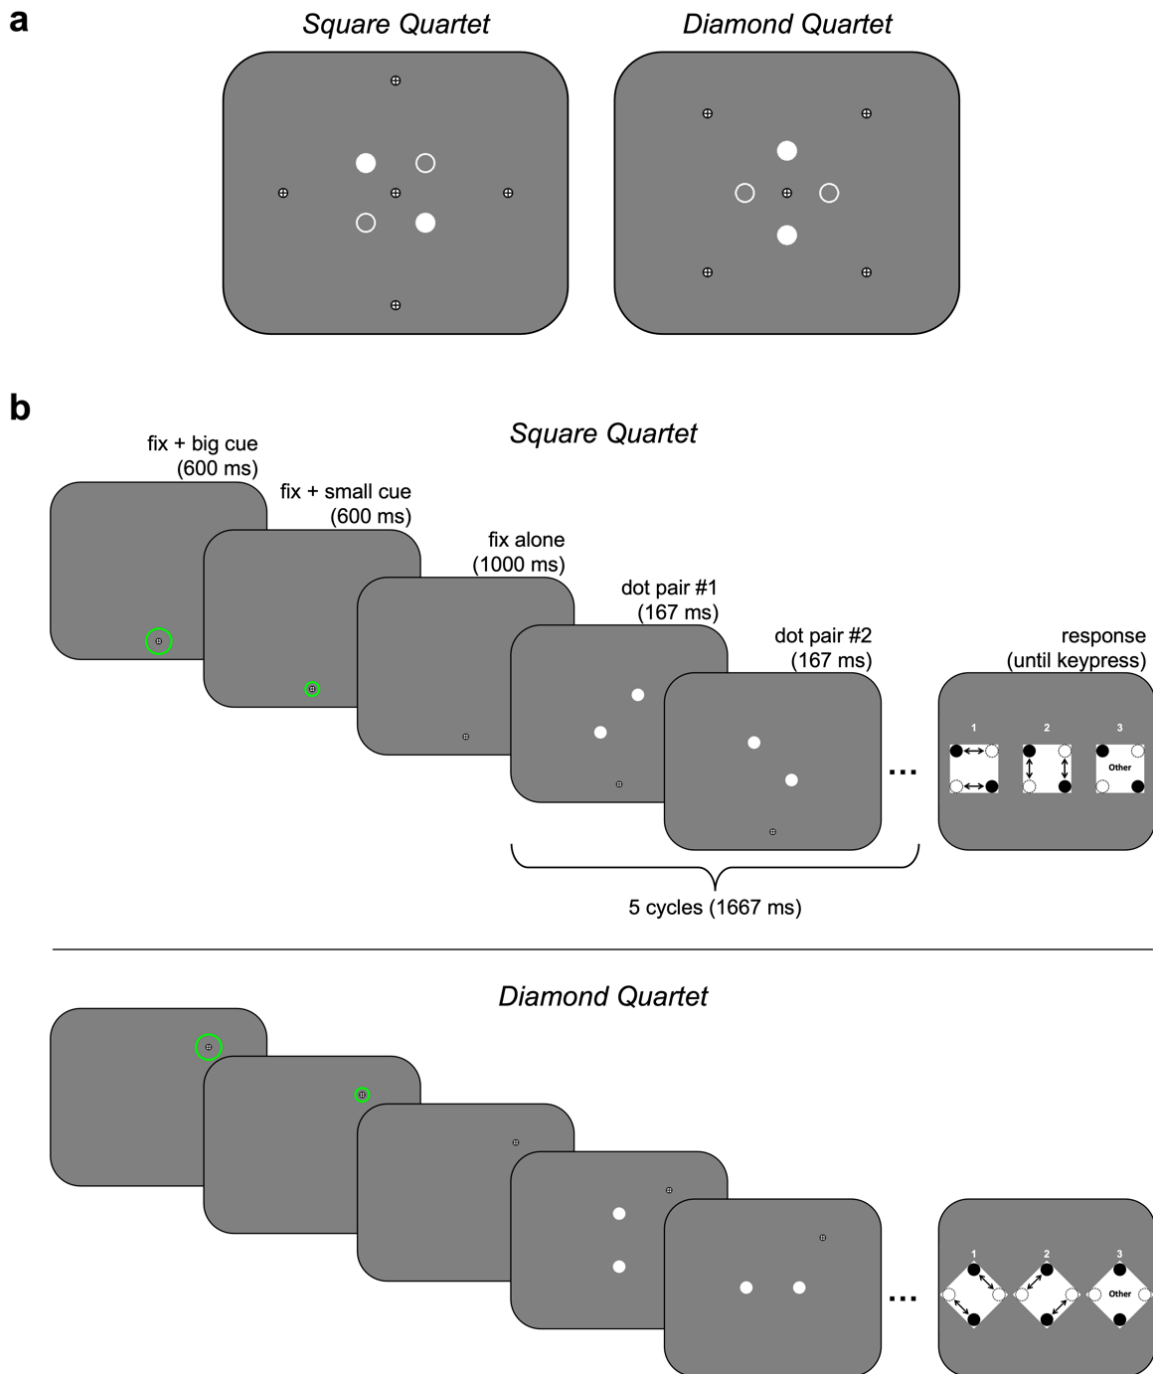 a
Square Quartet
Diamond Quartet
b
Square Quartet
fix + big cue
(600 ms)
fix + small cue
(600 ms)
fix alone
(1000 ms)
dot pair #1
(167 ms)
dot pair #2
(167 ms)
...
response
(until keypress)
1 2 3
Other
5 cycles (1667 ms)
Diamond Quartet
...
1 2 3
Other